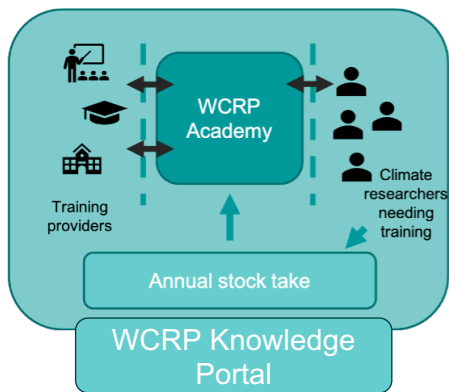 WCRP
Academy
Training
providers
Climate
researchers
needing
training
Annual stock take
WCRP Knowledge
Portal